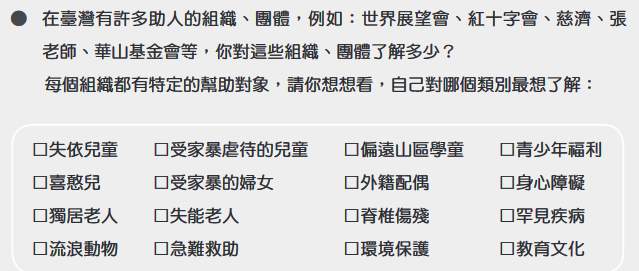 ● 在臺灣有許多助人的組織、團體，例如：世界展望會、紅十字會、慈濟、張
老師、華山基金會等，你對這些組織、團體了解多少？
每個組織都有特定的幫助對象，請你想想看，自己對哪個類別最想了解：
□失依兒童 □受家暴虐待的兒童 □偏遠山區學童 □青少年福利
□喜憨兒 □受家暴的婦女 □外籍配偶 □身心障礙
□獨居老人 □失能老人 □脊椎傷殘 □罕見疾病
□流浪動物 □急難救助 □環境保護 □教育文化